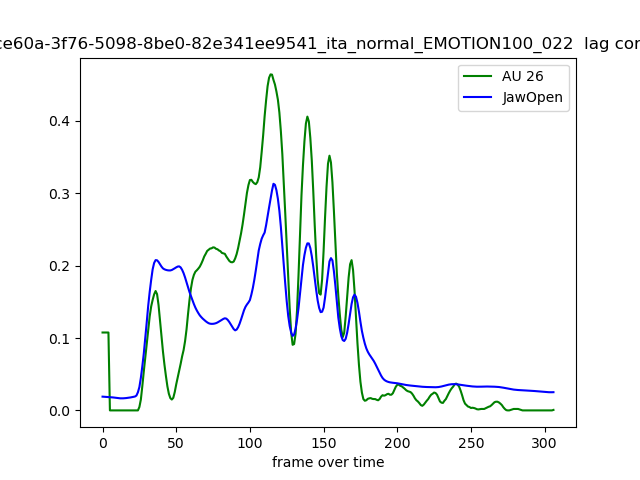 ce60a-3f76-5098-8be0-82e341ee9541_ita_normal_EMOTION100_022 lag cor
AU 26
JawOpen
0.4
0.3
0.2
0.1
0.0
0 50 100 150 200 250 300
frame over time